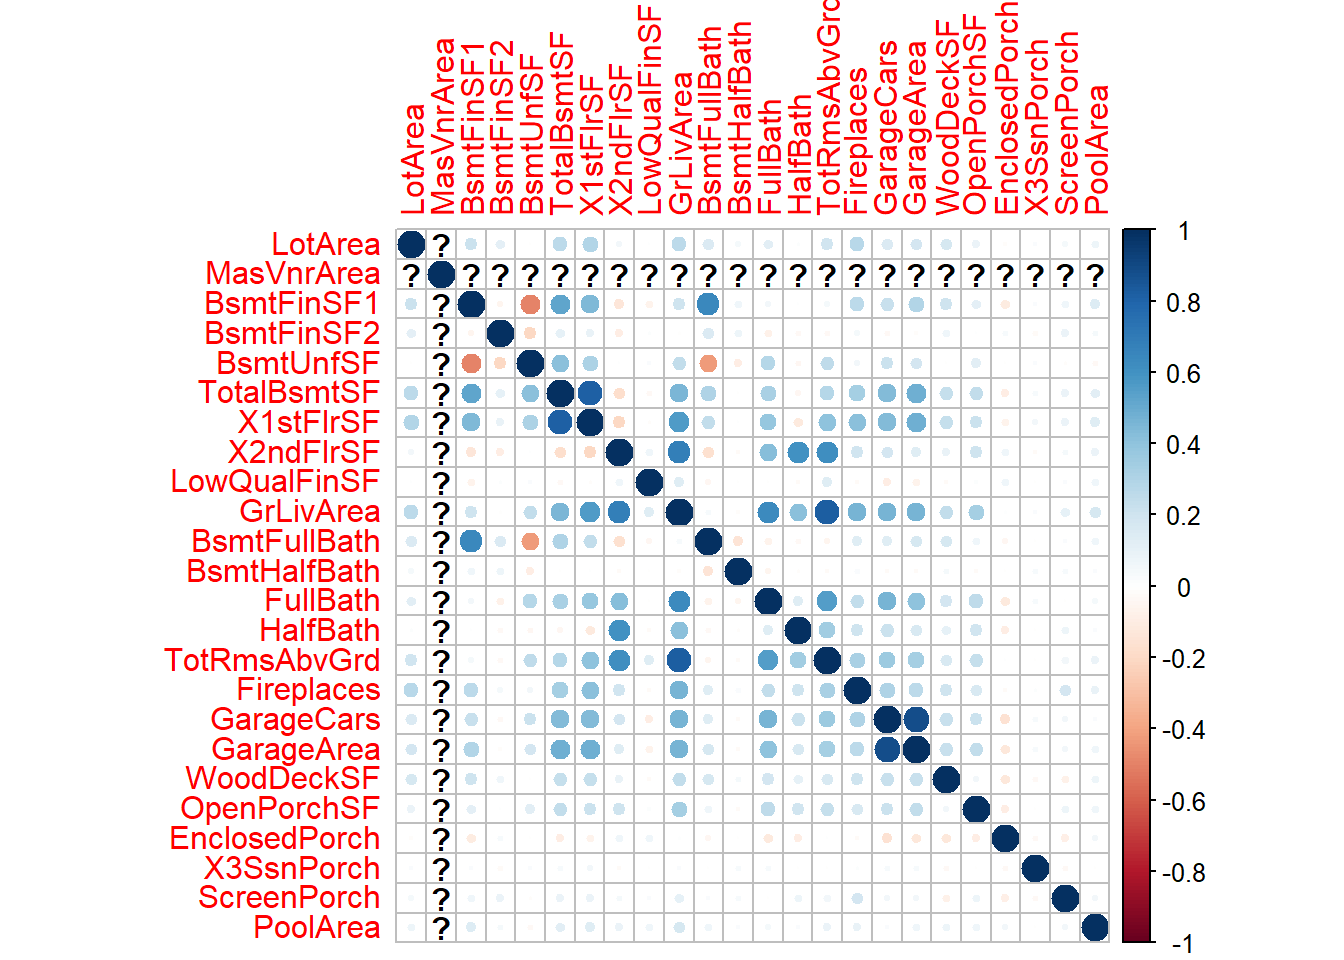 LotArea
MasVnrArea
BsmtFinSF1
BsmtFinSF2
BsmtUnfSF
TotalBsmtSF
X1stFlrSF
X2ndFlrSF
LowQualFinSF
GrLivArea
BsmtFullBath
BsmtHalfBath
FullBath
HalfBath
TotRmsAbvGrd
Fireplaces
GarageCars
GarageArea
WoodDeckSF
OpenPorchSF
EnclosedPorch
X3SsnPorch
ScreenPorch
PoolArea
LotArea ?
MasVnrArea ? ? ? ? ? ? ? ? ? ? ? ? ? ? ? ? ? ? ? ? ? ? ?
BsmtFinSF1 ?
BsmtFinSF2 ?
BsmtUnfSF ?
TotalBsmtSF ?
X1stFlrSF ?
X2ndFlrSF ?
LowQualFinSF ?
GrLivArea ?
BsmtFullBath ?
BsmtHalfBath ?
FullBath ?
HalfBath ?
TotRmsAbvGrd ?
Fireplaces ?
GarageCars ?
GarageArea ?
WoodDeckSF ?
OpenPorchSF ?
EnclosedPorch ?
X3SsnPorch ?
ScreenPorch ?
PoolArea ?
1
0.8
0.6
0.4
0.2
0
-0.2
-0.4
-0.6
-0.8
-1